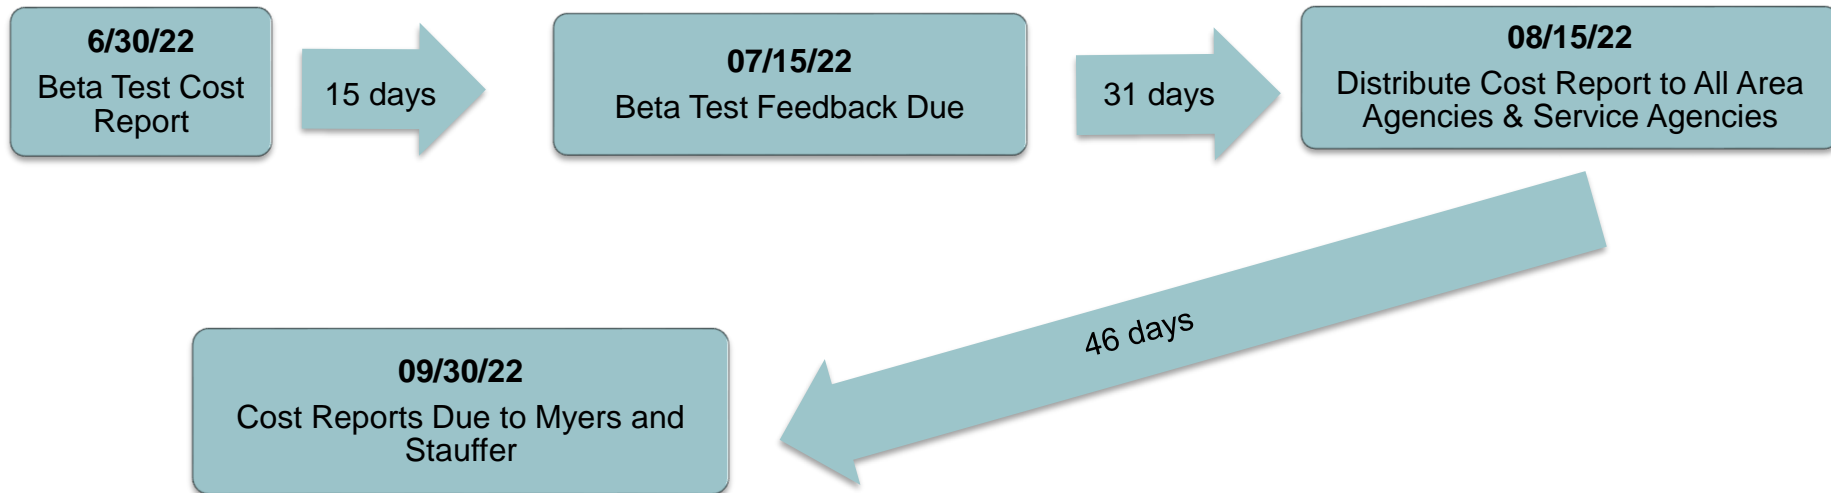 6/30/22
Beta Test Cost
Report
15 days
07/15/22
Beta Test Feedback Due
31 days
08/15/22
Distribute Cost Report to All Area
Agencies & Service Agencies
46 days
09/30/22
Cost Reports Due to Myers and
Stauffer